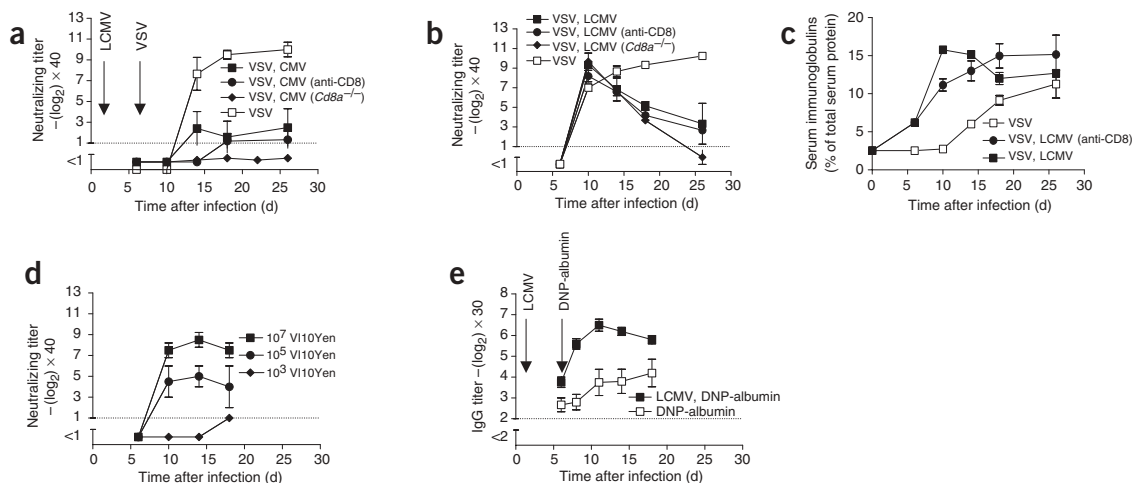 a
LCMV
VSV
Neutralizing titer
–(log2) × 40
13
11
9
7
5
3
1
<1
VSV, CMV
VSV, CMV (anti-CD8)
VSV, CMV (Cd8a–/–)
VSV
0 5 10 15 20 25 30
Time after infection (d)
b
Neutralizing titer
–(log2) × 40
13
11
9
7
5
3
1
<1
VSV, LCMV
VSV, LCMV (anti-CD8)
VSV, LCMV (Cd8a–/–)
VSV
0 5 10 15 20 25 30
Time after infection (d)
c
Serum immunoglobulins
(% of total serum protein)
20
15
10
5
0
VSV
VSV, LCMV (anti-CD8)
VSV, LCMV
0 5 10 15 20 25 30
Time after infection (d)
d
Neutralizing titer
–(log2) × 40
13
11
9
7
5
3
1
<1
10⁷ VI10Yen
10⁵ VI10Yen
10³ VI10Yen
0 5 10 15 20 25 30
Time after infection (d)
e
LCMV
DNP-albumin
IgG titer –(log2) × 30
8
7
6
5
4
3
2
<2
LCMV, DNP-albumin
DNP-albumin
0 5 10 15 20 25 30
Time after infection (d)